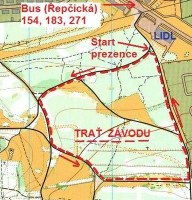 Bus (Řepčická)
154, 183, 271
LIDL
Start
prezence
TRAŤ ZÁVODU